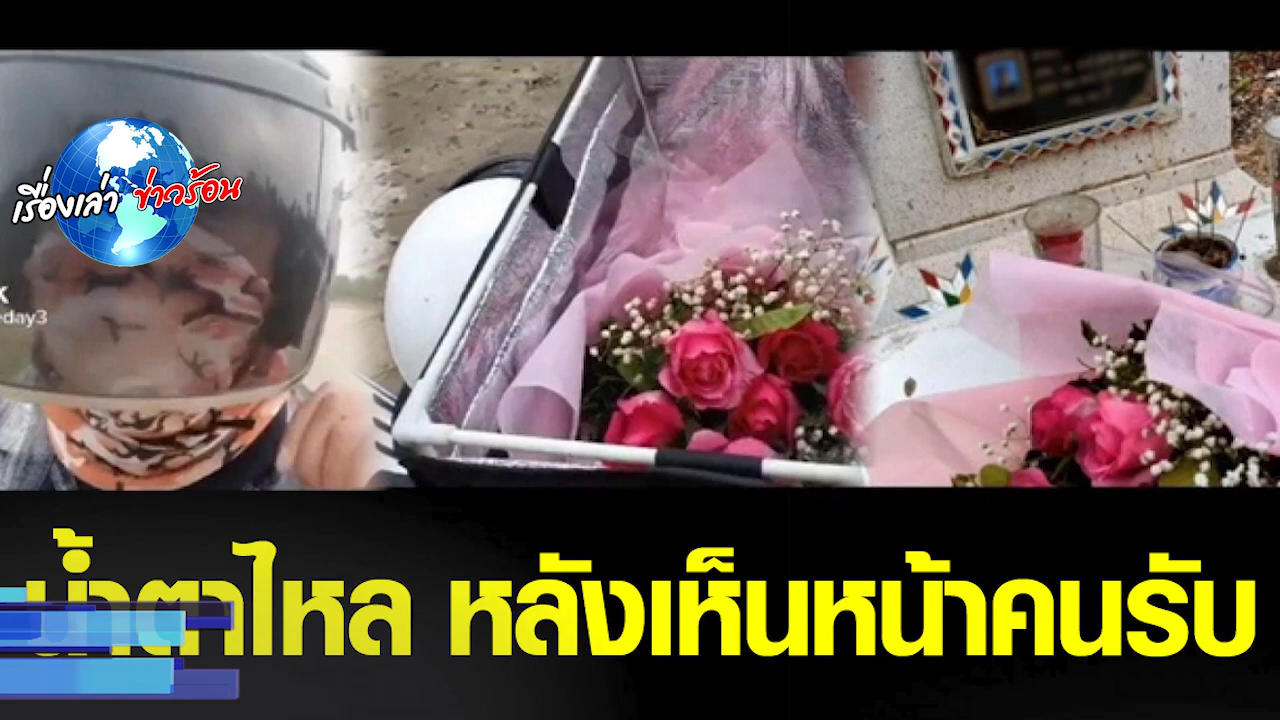 เรื่องเล่า ข่าวร้อน
k
day3
น้ำตาไหล หลังเห็นหน้าคนรับ